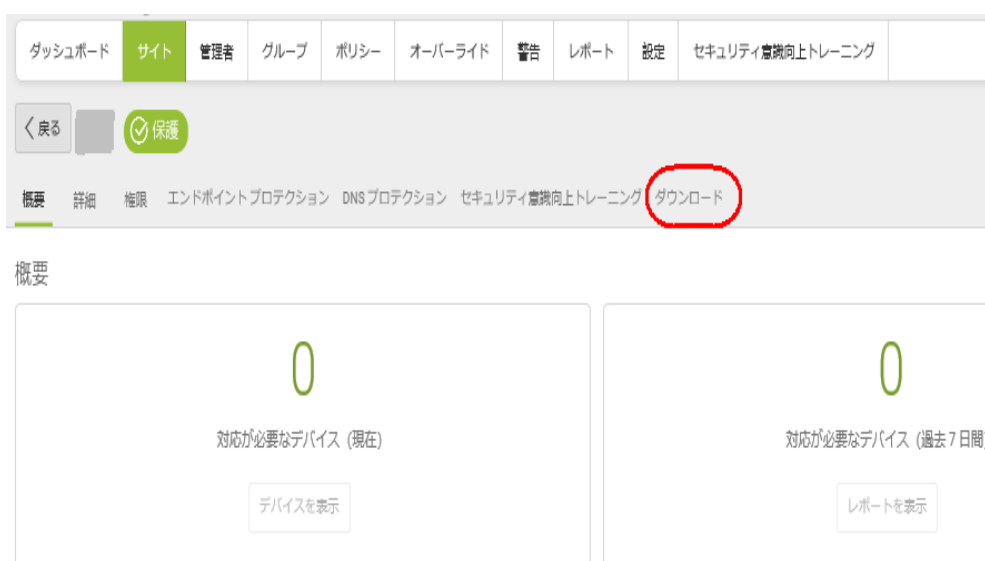 ダッシュボード サイト 管理者 グループ ポリシー オーバーライド 警告 レポート 設定 セキュリティ意識向上トレーニング
戻る 保護
概要 詳細 権限 エンドポイントプロテクション DNS プロテクション セキュリティ意識向上トレーニング ダウンロード
概要
0 0
対応が必要なデバイス (現在) 対応が必要なデバイス (過去 7 日間)
デバイスを表示 レポートを表示